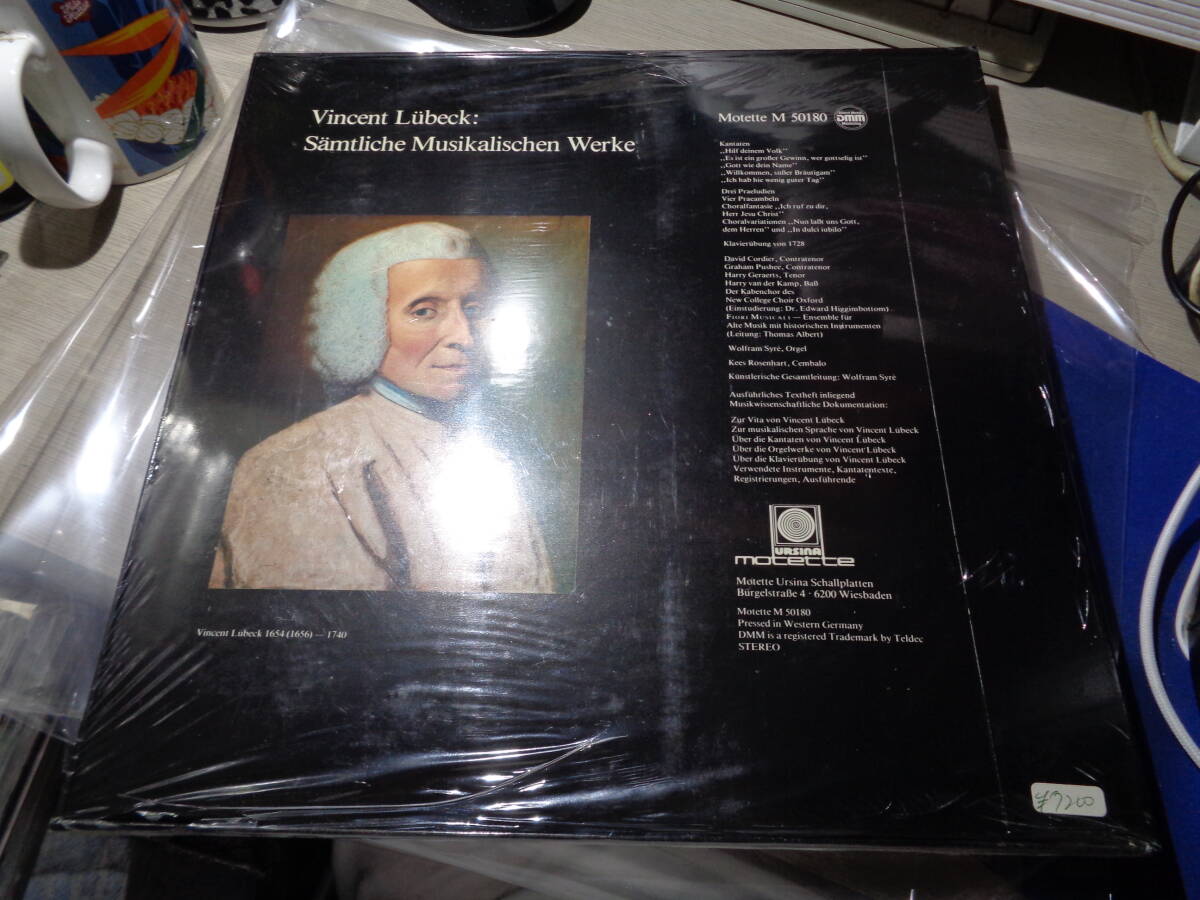 Vincent Lübeck:
Sämtliche Musikalischen Werke
Vincent Lübeck 1654 (1656) — 1740
Motette M 50180
DMM
Kantaten
„Hilf deinem Volk"
„Es ist ein großer Gewinn, wer gottselig ist"
„Gott wie dein Name"
„Willkommen, süßer Bräutigam"
„Ich hab hie wenig guter Tag"
Drei Praeludien
Vier Praeambeln
Choralfantasie „Ich ruf zu dir,
Herr Jesu Christ"
Choralvariationen „Nun laßt uns Gott,
dem Herren" und „In dulci iubilo"
Klavierübung von 1728
David Cordier, Contratenor
Graham Pushee, Contratenor
Harry Geraerts, Tenor
Harry van der Kamp, Baß
Der Kabenchor des
New College Choir Oxford
(Einstudierung: Dr. Edward Higgimbottom)
FIORI MUSICALI — Ensemble für
Alte Musik mit historischen Instrumenten
(Leitung: Thomas Albert)
Wolfram Syré, Orgel
Kees Rosenhart, Cembalo
Künstlerische Gesamtleitung: Wolfram Syré
Ausführliches Textheft inliegend
Musikwissenschaftliche Dokumentation:
Zur Vita von Vincent Lübeck
Zur musikalischen Sprache von Vincent Lübeck
Über die Kantaten von Vincent Lübeck
Über die Orgelwerke von Vincent Lübeck
Über die Klavierübung von Vincent Lübeck
Verwendete Instrumente, Kantatentexte,
Registrierungen, Ausführende
URSINA
motette
Motette Ursina Schallplatten
Bürgelstraße 4 · 6200 Wiesbaden
Motette M 50180
Pressed in Western Germany
DMM is a registered Trademark by Teldec
STEREO
¥7200